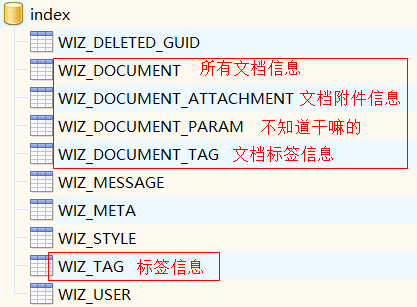 index
WIZ_DELETED_GUID
WIZ_DOCUMENT 所有文档信息
WIZ_DOCUMENT_ATTACHMENT 文档附件信息
WIZ_DOCUMENT_PARAM 不知道干嘛的
WIZ_DOCUMENT_TAG 文档标签信息
WIZ_MESSAGE
WIZ_META
WIZ_STYLE
WIZ_TAG 标签信息
WIZ_USER